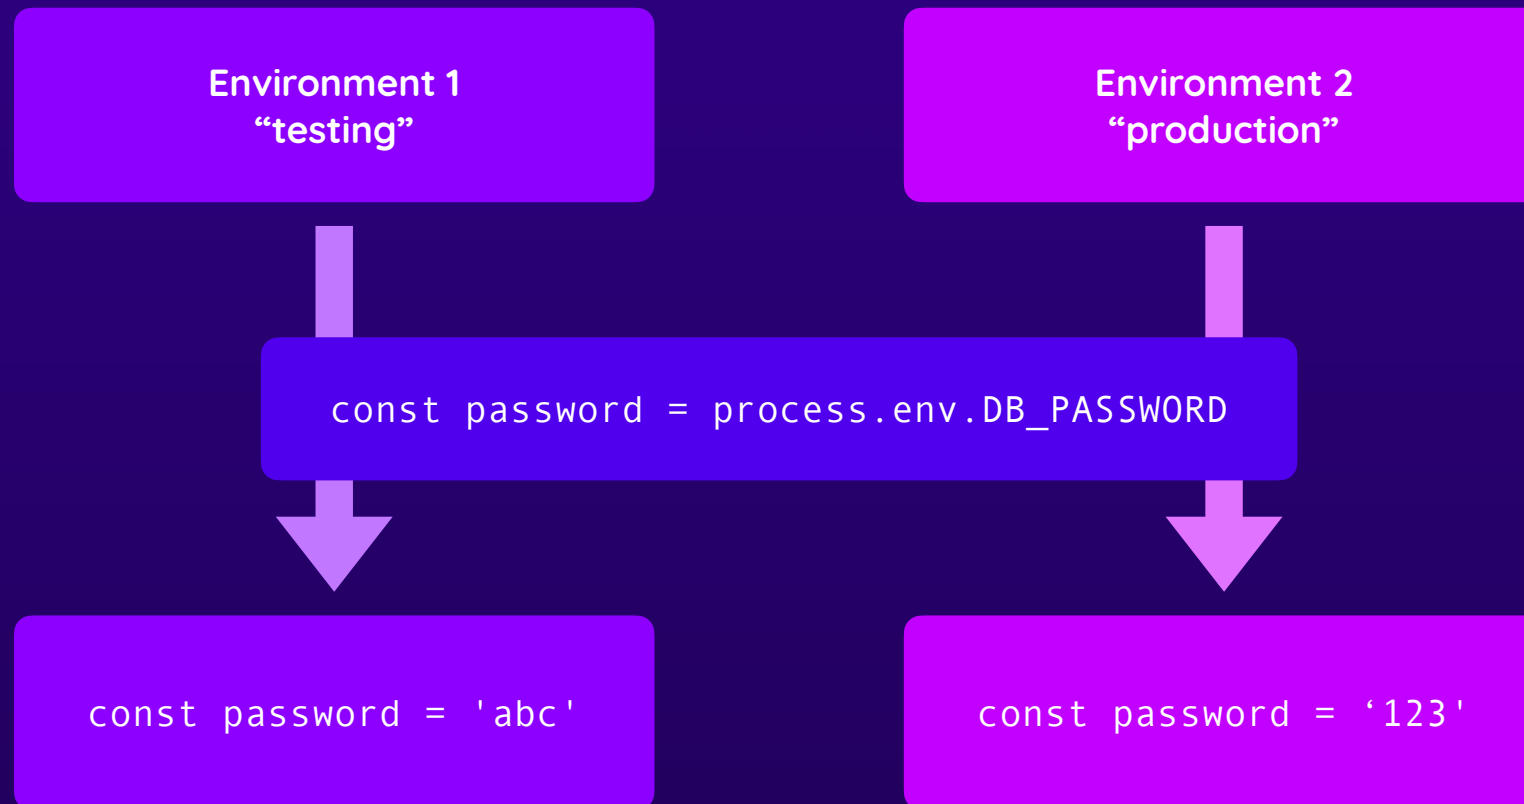 Environment 1
“testing”
Environment 2
“production”
const password = process.env.DB_PASSWORD
const password = 'abc'
const password = ‘123'